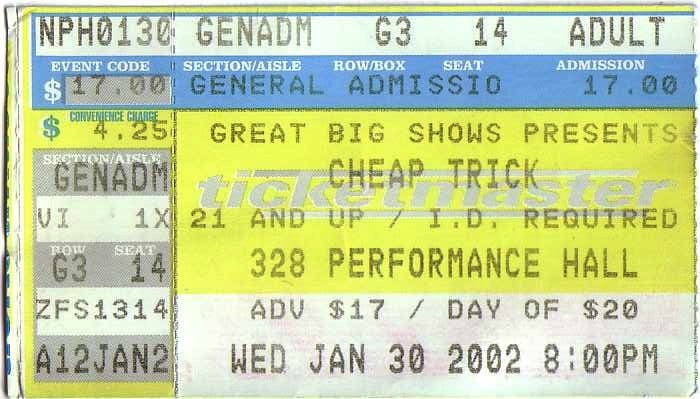 NPH0130 GENADM G3 14 ADULT
EVENT CODE SECTION/AISLE ROW/BOX SEAT ADMISSION
$ 17.00 GENERAL ADMISSIO 17.00
CONVENIENCE CHARGE
$ 4.25 GREAT BIG SHOWS PRESENTS
SECTION/AISLE
GENADM CHEAP TRICK
ticketmaster
VI 1X 21 AND UP / I.D. REQUIRED
ROW SEAT
G3 14 328 PERFORMANCE HALL
ZFS1314 ADV $17 / DAY OF $20
A12JAN2 WED JAN 30 2002 8:00PM